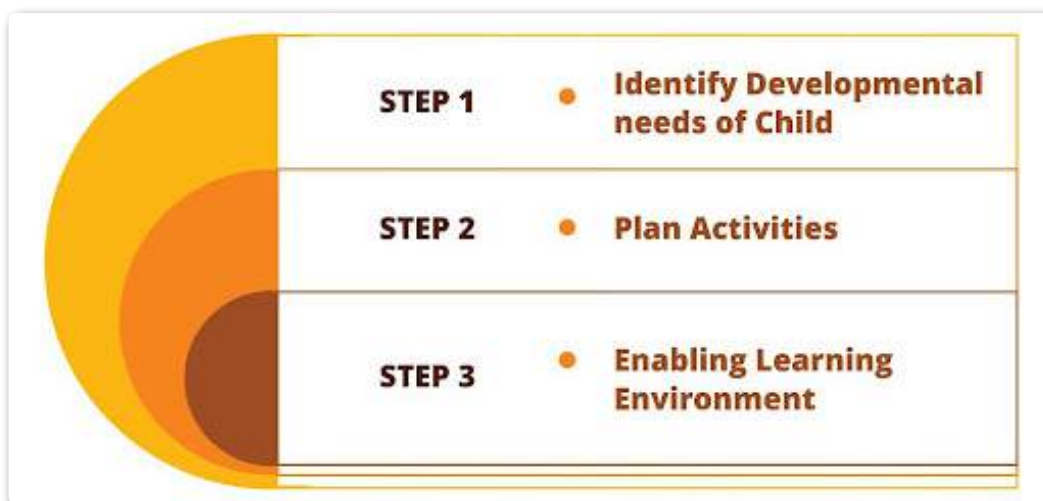 STEP 1
• Identify Developmental
needs of Child
STEP 2
• Plan Activities
STEP 3
• Enabling Learning
Environment